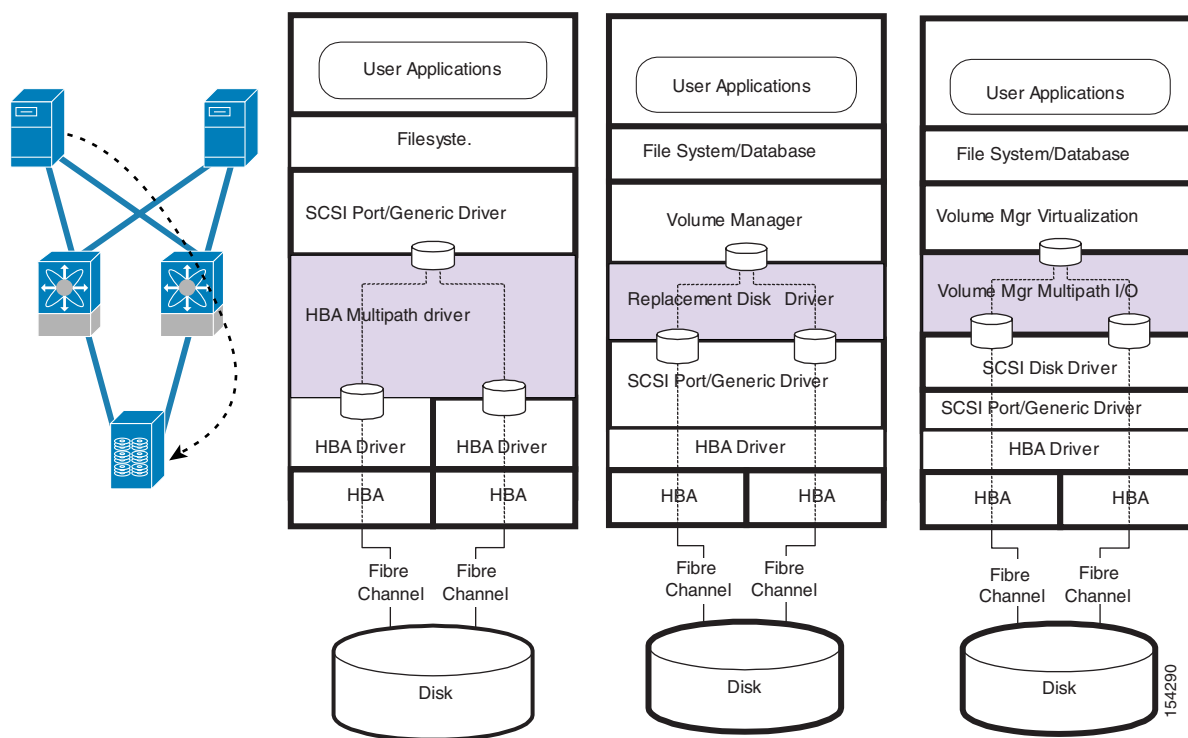 User Applications
Filesyste.
SCSI Port/Generic Driver
HBA Multipath driver
HBA Driver
HBA Driver
HBA
HBA
Fibre
Channel
Fibre
Channel
Disk
User Applications
File System/Database
Volume Manager
Replacement Disk Driver
SCSI Port/Generic Driver
HBA Driver
HBA
HBA
Fibre
Channel
Fibre
Channel
Disk
User Applications
File System/Database
Volume Mgr Virtualization
Volume Mgr Multipath I/O
SCSI Disk Driver
SCSI Port/Generic Driver
HBA Driver
HBA
HBA
Fibre
Channel
Fibre
Channel
Disk
154290